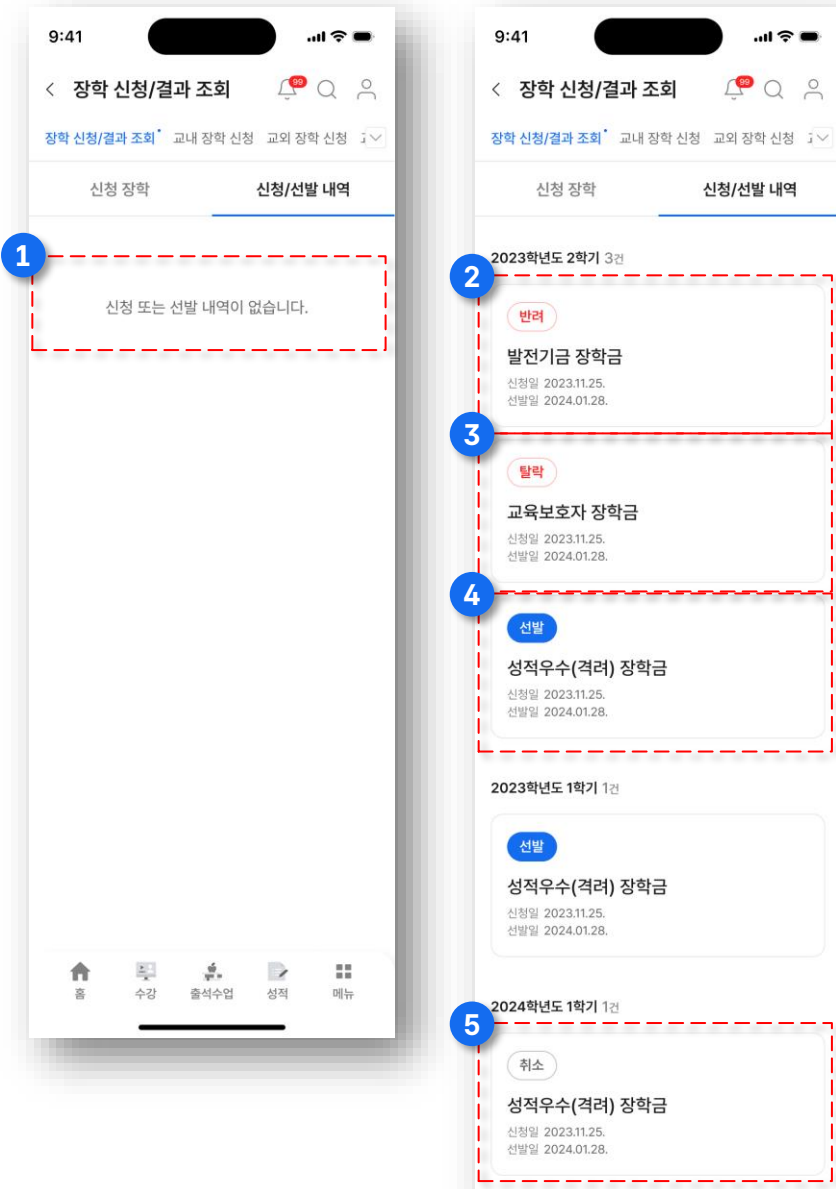 9:41
장학 신청/결과 조회
99
장학 신청/결과 조회 교내 장학 신청 교외 장학 신청
신청 장학 신청/선발 내역
1
신청 또는 선발 내역이 없습니다.
홈 수강 출석수업 성적 메뉴
9:41
장학 신청/결과 조회
99
장학 신청/결과 조회 교내 장학 신청 교외 장학 신청
신청 장학 신청/선발 내역
2023학년도 2학기 3건
2
반려
발전기금 장학금
신청일 2023.11.25.
선발일 2024.01.28.
3
탈락
교육보호자 장학금
신청일 2023.11.25.
선발일 2024.01.28.
4
선발
성적우수(격려) 장학금
신청일 2023.11.25.
선발일 2024.01.28.
2023학년도 1학기 1건
선발
성적우수(격려) 장학금
신청일 2023.11.25.
선발일 2024.01.28.
2024학년도 1학기 1건
5
취소
성적우수(격려) 장학금
신청일 2023.11.25.
선발일 2024.01.28.